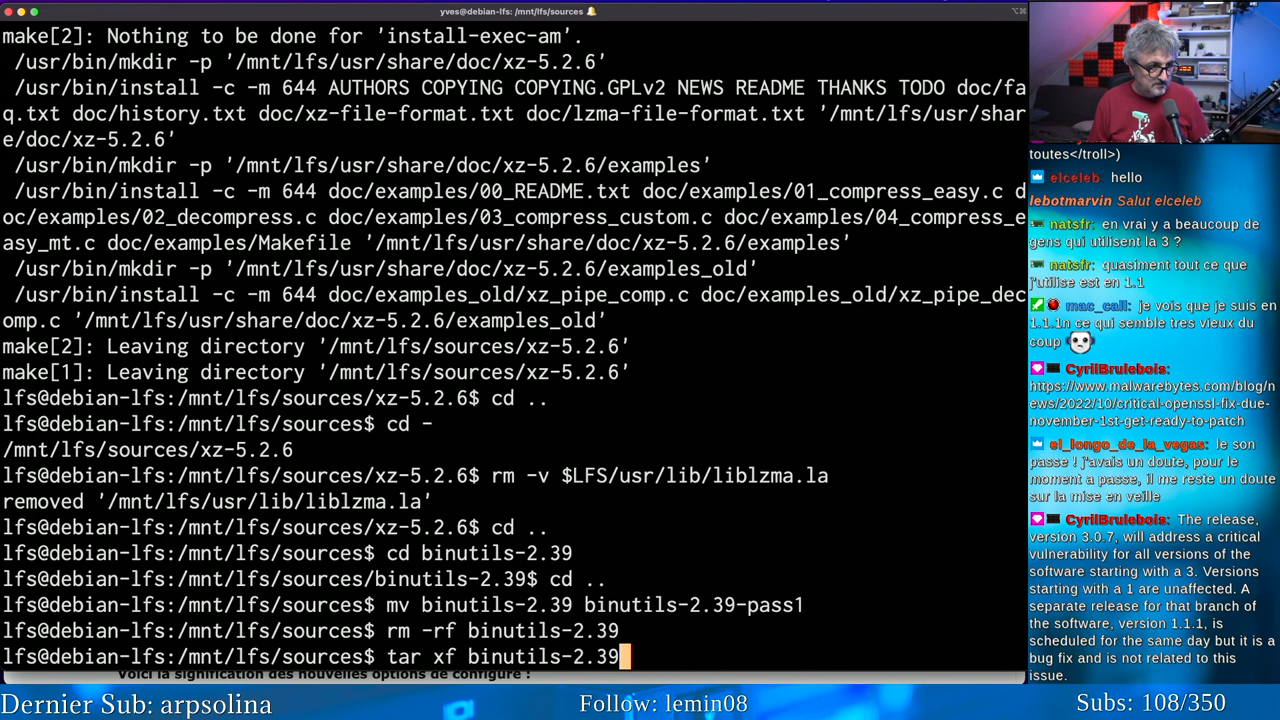 yves@debian-lfs: /mnt/lfs/sources
make[2]: Nothing to be done for 'install-exec-am'.
/usr/bin/mkdir -p '/mnt/lfs/usr/share/doc/xz-5.2.6'
/usr/bin/install -c -m 644 AUTHORS COPYING COPYING.GPLv2 NEWS README THANKS TODO doc/fa
q.txt doc/history.txt doc/xz-file-format.txt doc/lzma-file-format.txt '/mnt/lfs/usr/shar
e/doc/xz-5.2.6'
/usr/bin/mkdir -p '/mnt/lfs/usr/share/doc/xz-5.2.6/examples'
/usr/bin/install -c -m 644 doc/examples/00_README.txt doc/examples/01_compress_easy.c d
oc/examples/02_decompress.c doc/examples/03_compress_custom.c doc/examples/04_compress_e
asy_mt.c doc/examples/Makefile '/mnt/lfs/usr/share/doc/xz-5.2.6/examples'
/usr/bin/mkdir -p '/mnt/lfs/usr/share/doc/xz-5.2.6/examples_old'
/usr/bin/install -c -m 644 doc/examples_old/xz_pipe_comp.c doc/examples_old/xz_pipe_dec
omp.c '/mnt/lfs/usr/share/doc/xz-5.2.6/examples_old'
make[2]: Leaving directory '/mnt/lfs/sources/xz-5.2.6'
make[1]: Leaving directory '/mnt/lfs/sources/xz-5.2.6'
lfs@debian-lfs:/mnt/lfs/sources/xz-5.2.6$ cd ..
lfs@debian-lfs:/mnt/lfs/sources$ cd -
/mnt/lfs/sources/xz-5.2.6
lfs@debian-lfs:/mnt/lfs/sources/xz-5.2.6$ rm -v $LFS/usr/lib/liblzma.la
removed '/mnt/lfs/usr/lib/liblzma.la'
lfs@debian-lfs:/mnt/lfs/sources/xz-5.2.6$ cd ..
lfs@debian-lfs:/mnt/lfs/sources$ cd binutils-2.39
lfs@debian-lfs:/mnt/lfs/sources/binutils-2.39$ cd ..
lfs@debian-lfs:/mnt/lfs/sources$ mv binutils-2.39 binutils-2.39-pass1
lfs@debian-lfs:/mnt/lfs/sources$ rm -rf binutils-2.39
lfs@debian-lfs:/mnt/lfs/sources$ tar xf binutils-2.39
Voici la signification des nouvelles options de configure :
toutes</troll>)
elceleb hello
lebotmarvin Salut elceleb
natsfr: en vrai y a beaucoup de
gens qui utilisent la 3 ?
natsfr: quasiment tout ce que
j'utilise est en 1.1
mac_call: je vois que je suis en
1.1.1n ce qui semble tres vieux du
coup
CyrilBrulebois:
https://www.malwarebytes.com/blog/n
ews/2022/10/critical-openssl-fix-due-
november-1st-get-ready-to-patch
el_longo_de_la_vegas: le son
passe ! j'avais un doute, pour le
moment a passe, il me reste un doute
sur la mise en veille
CyrilBrulebois: The release,
version 3.0.7, will address a critical
vulnerability for all versions of the
software starting with a 3. Versions
starting with a 1 are unaffected. A
separate release for that branch of
the software, version 1.1.1, is
scheduled for the same day but it is a
bug fix and is not related to this
issue.
Dernier Sub: arpsolina
Follow: lemin08
Subs: 108/350